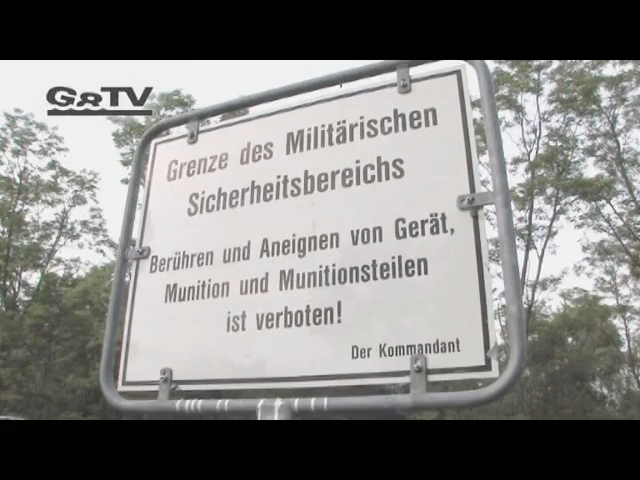 G&TV
Grenze des Militärischen
Sicherheitsbereichs
Berühren und Aneignen von Gerät,
Munition und Munitionsteilen
ist verboten!
Der Kommandant